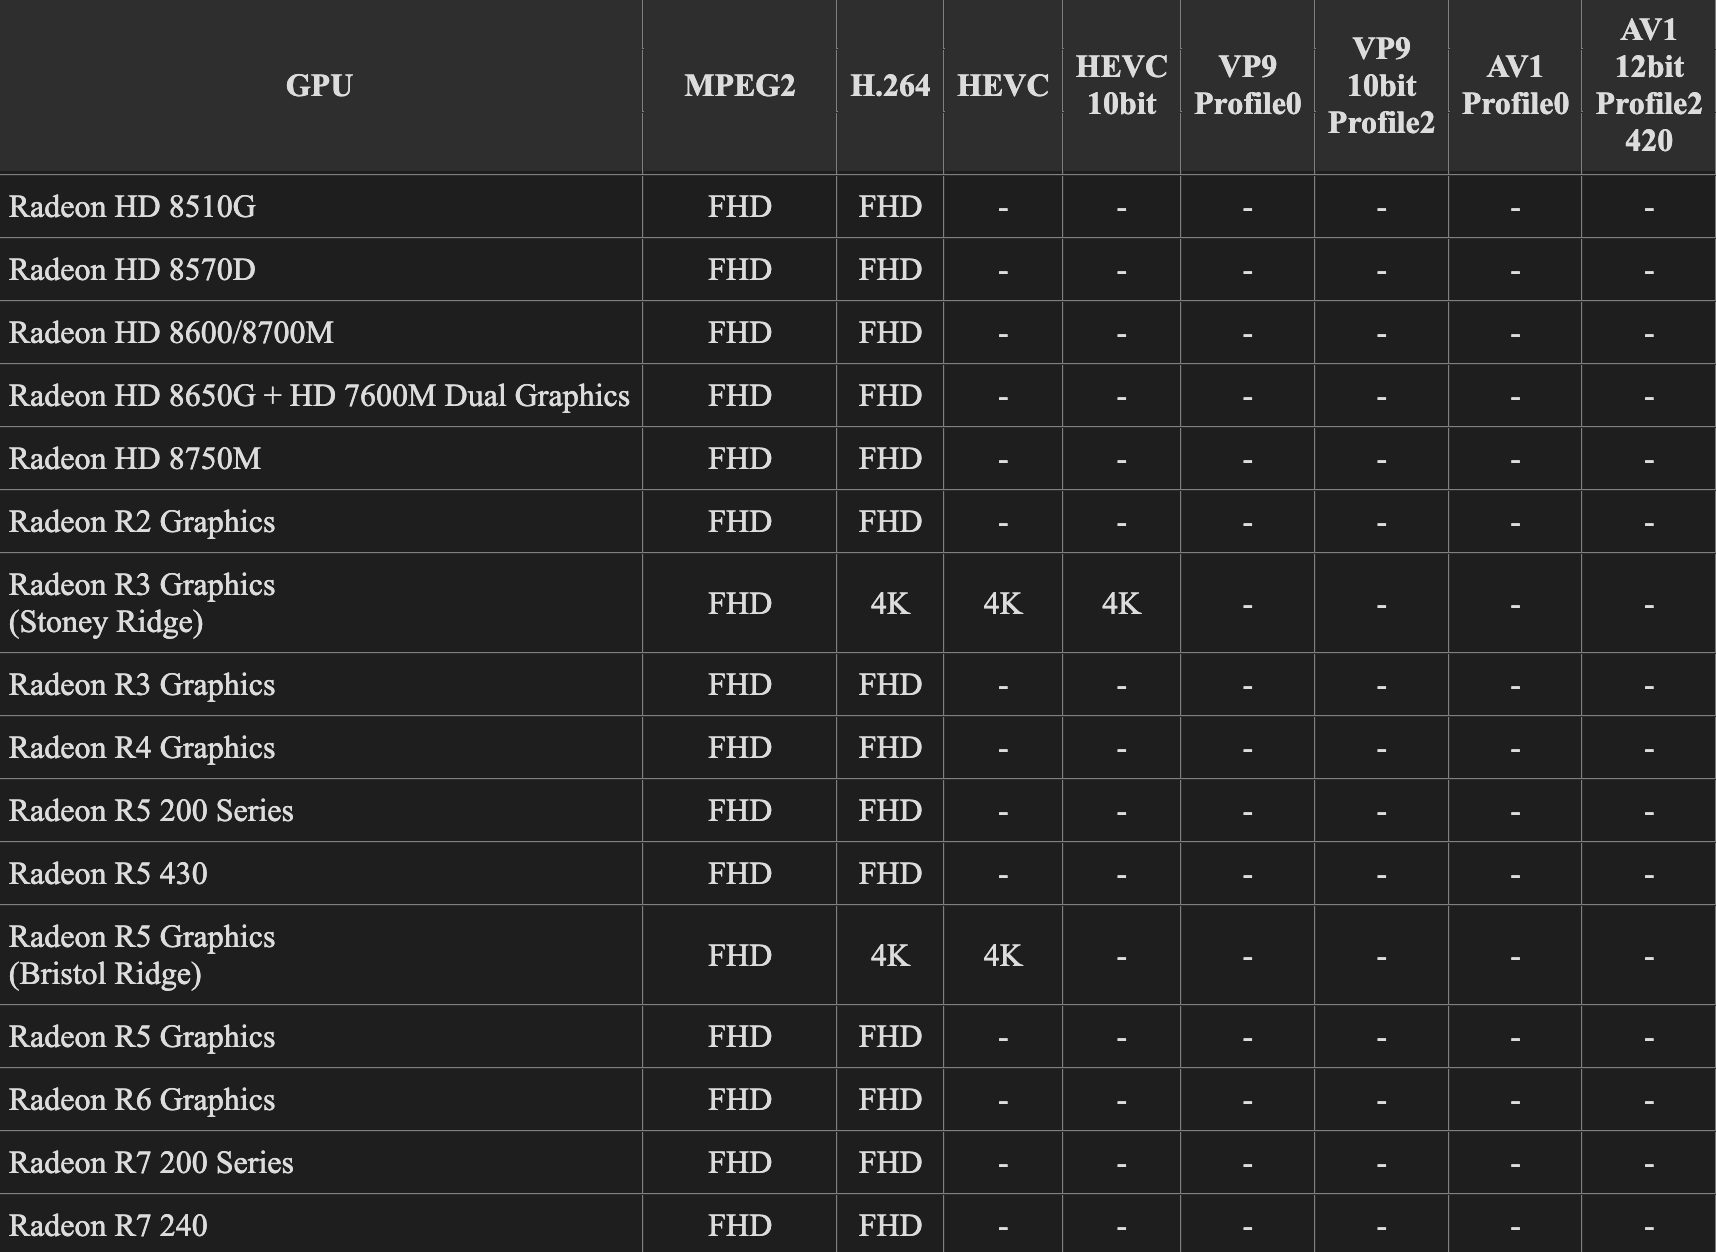 GPU MPEG2 H.264 HEVC HEVC 10bit VP9 Profile0 VP9 10bit Profile2 AV1 Profile0 AV1 12bit Profile2 420
Radeon HD 8510G FHD FHD - - - - - -
Radeon HD 8570D FHD FHD - - - - - -
Radeon HD 8600/8700M FHD FHD - - - - - -
Radeon HD 8650G + HD 7600M Dual Graphics FHD FHD - - - - - -
Radeon HD 8750M FHD FHD - - - - - -
Radeon R2 Graphics FHD FHD - - - - - -
Radeon R3 Graphics
(Stoney Ridge) FHD 4K 4K 4K - - - -
Radeon R3 Graphics FHD FHD - - - - - -
Radeon R4 Graphics FHD FHD - - - - - -
Radeon R5 200 Series FHD FHD - - - - - -
Radeon R5 430 FHD FHD - - - - - -
Radeon R5 Graphics
(Bristol Ridge) FHD 4K 4K - - - - -
Radeon R5 Graphics FHD FHD - - - - - -
Radeon R6 Graphics FHD FHD - - - - - -
Radeon R7 200 Series FHD FHD - - - - - -
Radeon R7 240 FHD FHD - - - - - -